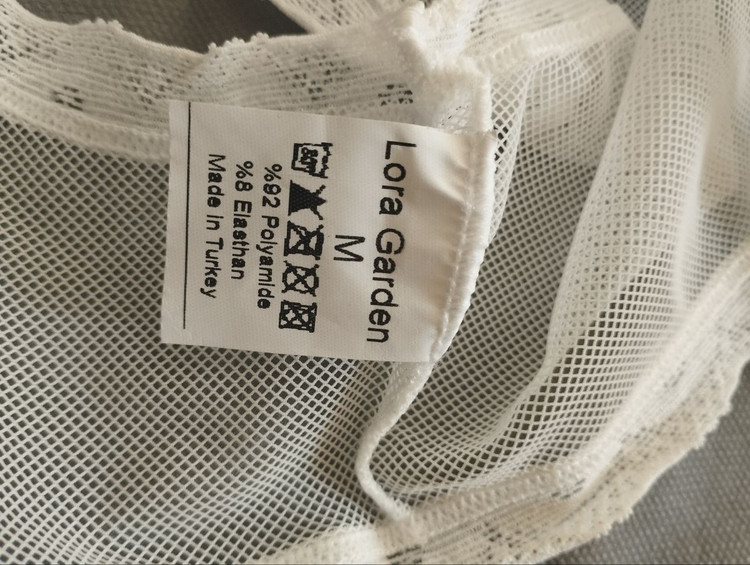 Lora Garden
M
%92 Polyamide
%8 Elasthan
Made in Turkey